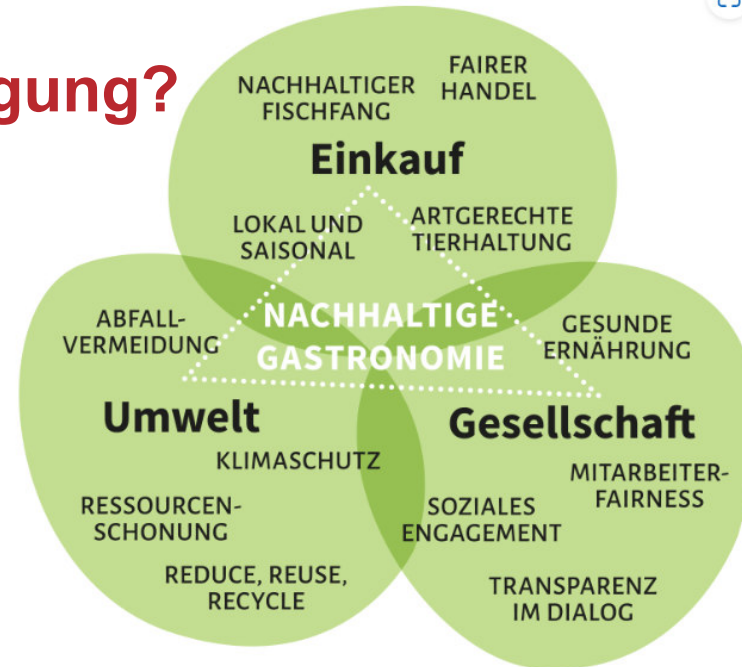 gung?
NACHHALTIGER
FISCHFANG
FAIRER
HANDEL
Einkauf
LOKAL UND
SAISONAL
ARTGERECHTE
TIERHALTUNG
NACHHALTIGE
GASTRONOMIE
ABFALL-
VERMEIDUNG
Umwelt
KLIMASCHUTZ
RESSOURCEN-
SCHONUNG
REDUCE, REUSE,
RECYCLE
GESUNDE
ERNÄHRUNG
Gesellschaft
MITARBEITER-
FAIRNESS
SOZIALES
ENGAGEMENT
TRANSPARENZ
IM DIALOG